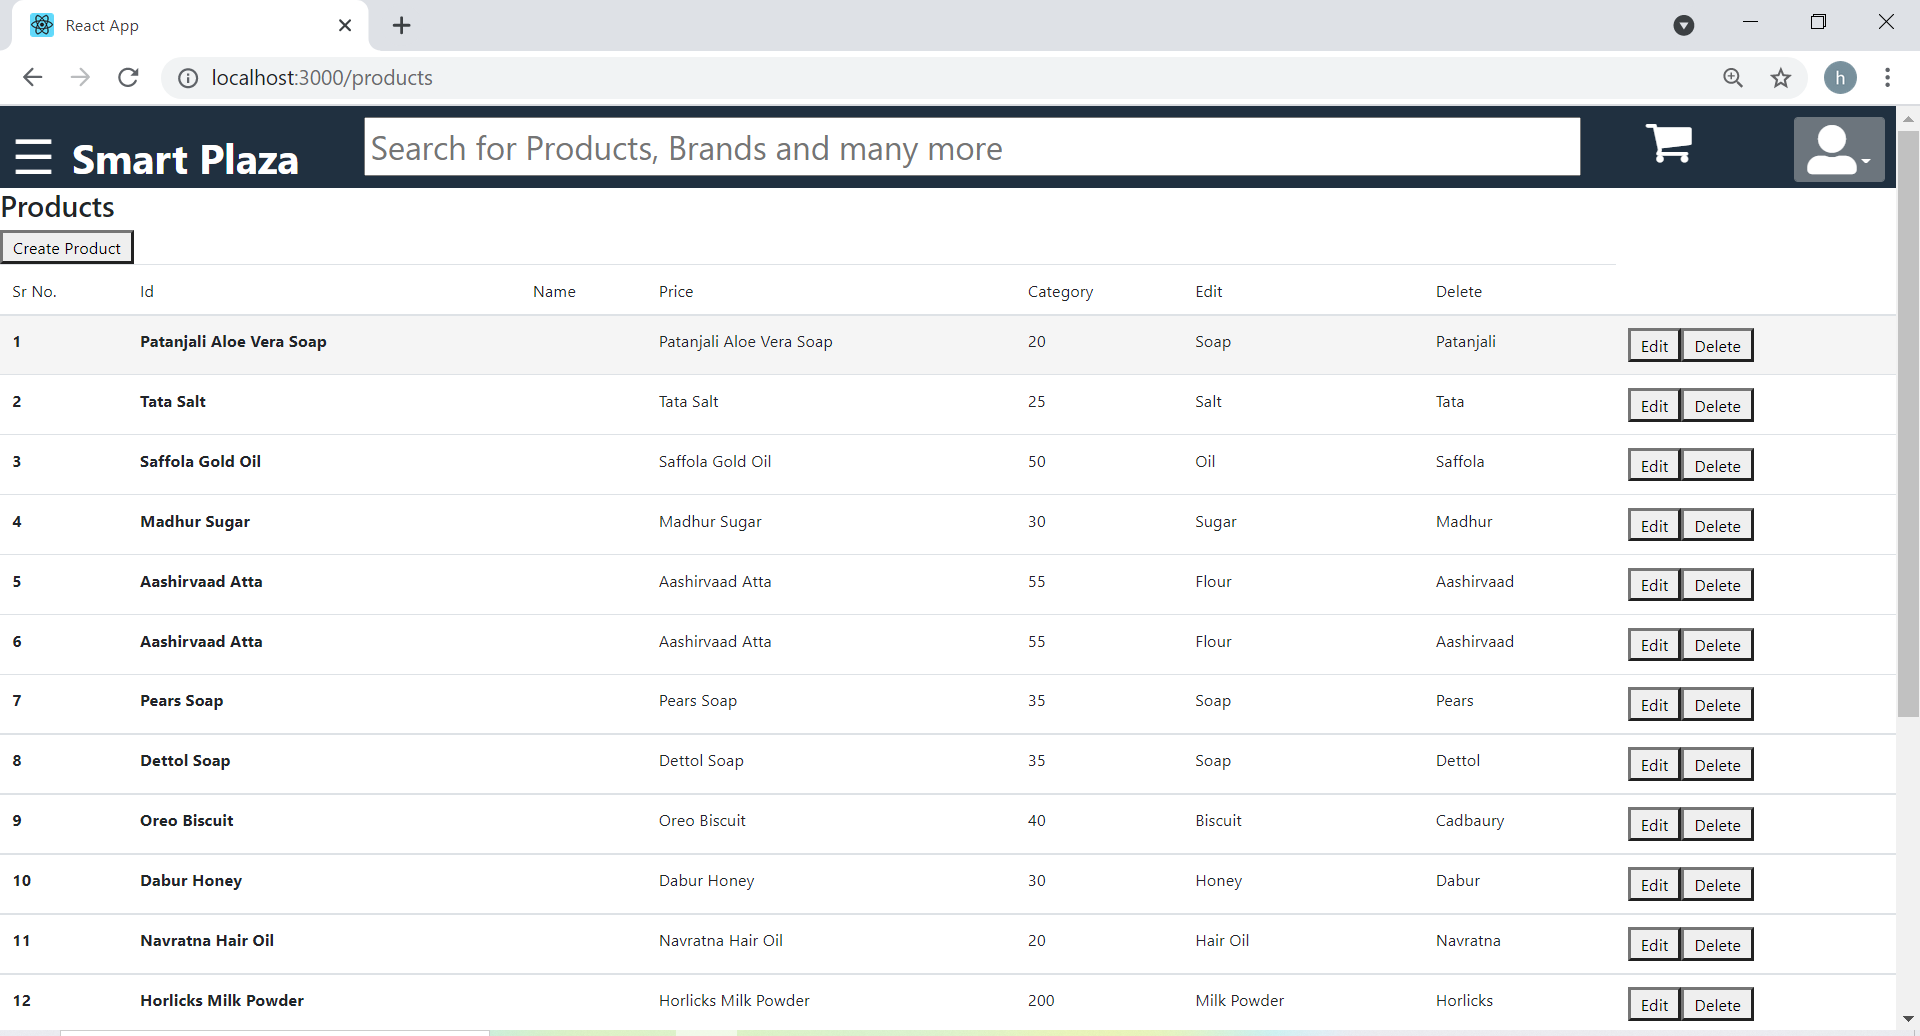 React App
localhost:3000/products
h
Smart Plaza Search for Products, Brands and many more
Products
Create Product
Sr No. Id Name Price Category Edit Delete
1 Patanjali Aloe Vera Soap Patanjali Aloe Vera Soap 20 Soap Patanjali Edit Delete
2 Tata Salt Tata Salt 25 Salt Tata Edit Delete
3 Saffola Gold Oil Saffola Gold Oil 50 Oil Saffola Edit Delete
4 Madhur Sugar Madhur Sugar 30 Sugar Madhur Edit Delete
5 Aashirvaad Atta Aashirvaad Atta 55 Flour Aashirvaad Edit Delete
6 Aashirvaad Atta Aashirvaad Atta 55 Flour Aashirvaad Edit Delete
7 Pears Soap Pears Soap 35 Soap Pears Edit Delete
8 Dettol Soap Dettol Soap 35 Soap Dettol Edit Delete
9 Oreo Biscuit Oreo Biscuit 40 Biscuit Cadbaury Edit Delete
10 Dabur Honey Dabur Honey 30 Honey Dabur Edit Delete
11 Navratna Hair Oil Navratna Hair Oil 20 Hair Oil Navratna Edit Delete
12 Horlicks Milk Powder Horlicks Milk Powder 200 Milk Powder Horlicks Edit Delete